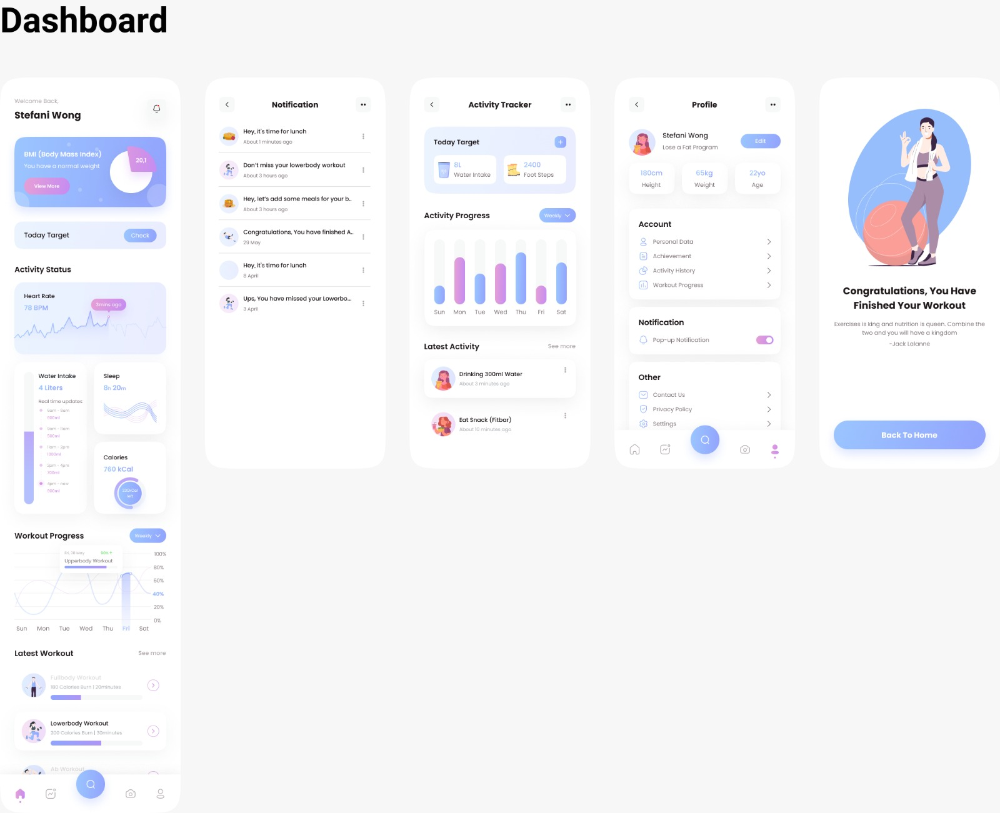 Dashboard
Welcome Back,
Stefani Wong
BMI (Body Mass Index)
You have a normal weight
View More
20,1
Today Target
Check
Activity Status
Heart Rate
78 BPM
3mins ago
Water Intake
4 Liters
Real time updates
6am - 8am
600ml
9am - 11am
500ml
11am - 2pm
1000ml
2pm - 4pm
700ml
4pm - now
900ml
Sleep
8h 20m
Calories
760 kCal
230kCal
left
Workout Progress
Weekly
Fri, 28 May
90%
Upperbody Workout
100%
80%
60%
40%
20%
0%
Sun Mon Tue Wed Thu Fri Sat
Latest Workout
See more
Fullbody Workout
180 Calories Burn | 20minutes
Lowerbody Workout
200 Calories Burn | 30minutes
Ab Workout
Notification
Hey, it's time for lunch
About 1 minutes ago
Don't miss your lowerbody workout
About 3 hours ago
Hey, let's add some meals for your b..
About 3 hours ago
Congratulations, You have finished A..
29 May
Hey, it's time for lunch
8 April
Ups, You have missed your Lowerbo...
3 April
Activity Tracker
Today Target
8L
Water Intake
2400
Foot Steps
Activity Progress
Weekly
Sun Mon Tue Wed Thu Fri Sat
Latest Activity
See more
Drinking 300ml Water
About 3 minutes ago
Eat Snack (Fitbar)
About 10 minutes ago
Profile
Stefani Wong
Lose a Fat Program
Edit
180cm
Height
65kg
Weight
22yo
Age
Account
Personal Data
Achievement
Activity History
Workout Progress
Notification
Pop-up Notification
Other
Contact Us
Privacy Policy
Settings
Congratulations, You Have
Finished Your Workout
Exercises is king and nutrition is queen. Combine the
two and you will have a kingdom
-Jack Lalanne
Back To Home